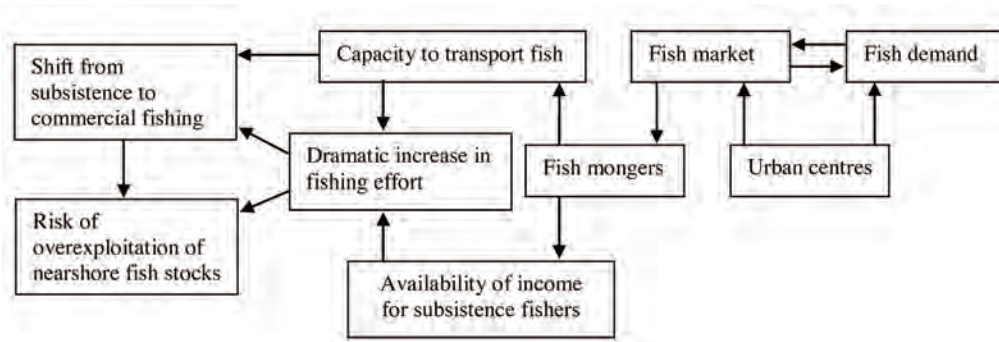 Shift from
subsistence to
commercial fishing
Capacity to transport fish
Fish market
Fish demand
Dramatic increase in
fishing effort
Fish mongers
Urban centres
Risk of
overexploitation of
nearshore fish stocks
Availability of income
for subsistence fishers